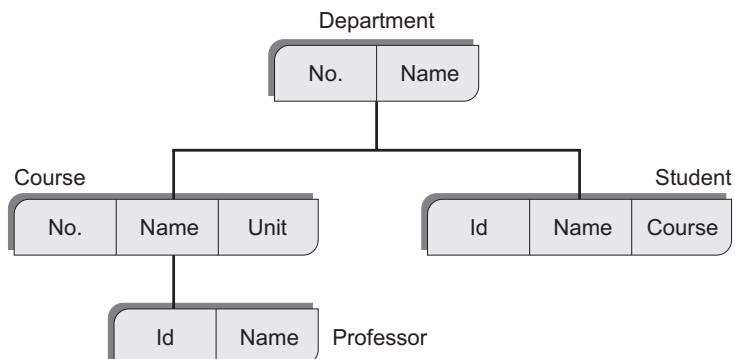 Department
No. Name
Course
No. Name Unit
Student
Id Name Course
Id Name Professor